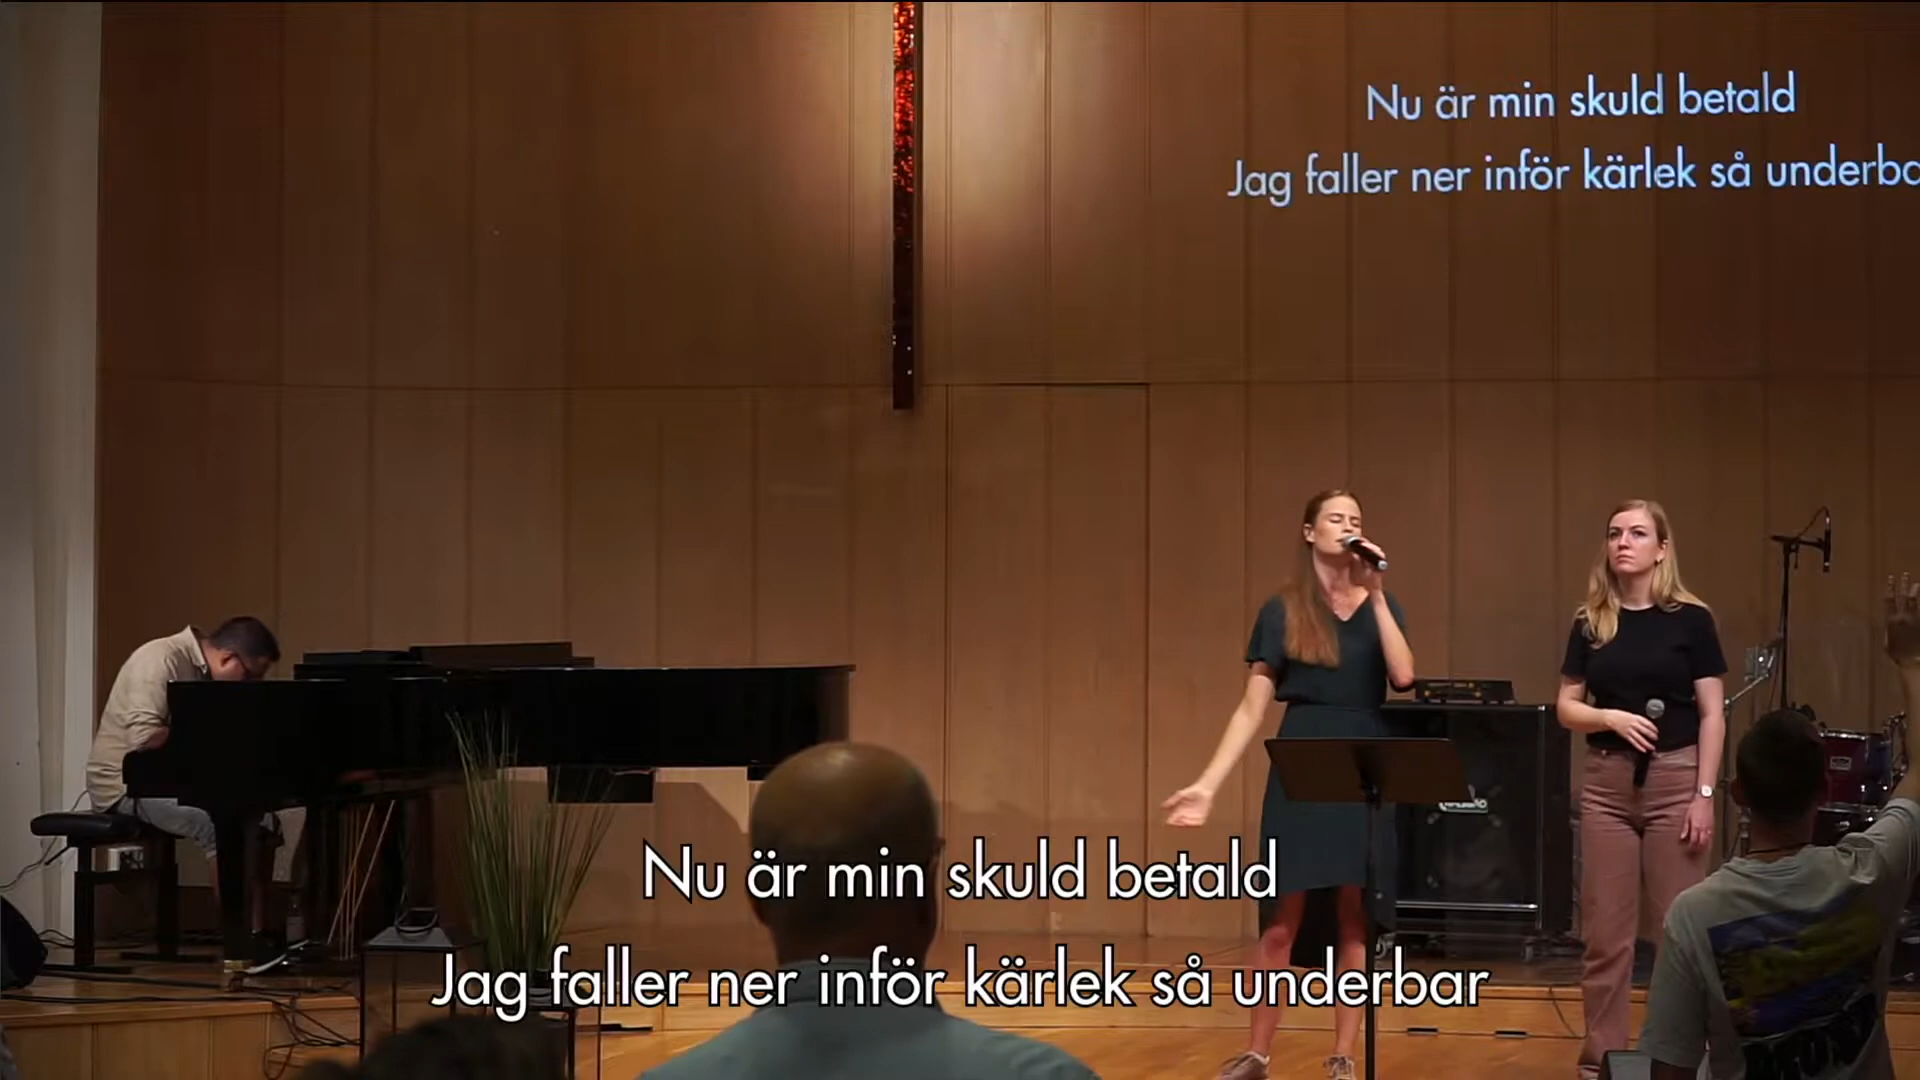 Nu är min skuld betald
Jag faller ner inför kärlek så underba
Nu är min skuld betald
Jag faller ner inför kärlek så underbar